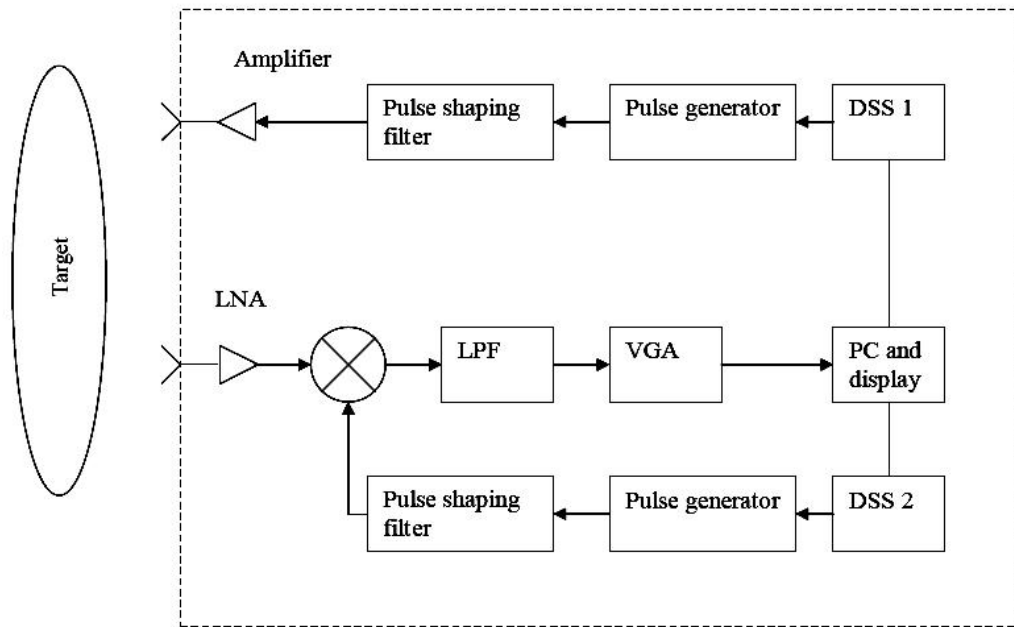 Amplifier
Pulse shaping
filter
Pulse generator
DSS 1
Target
LNA
LPF
VGA
PC and
display
Pulse shaping
filter
Pulse generator
DSS 2